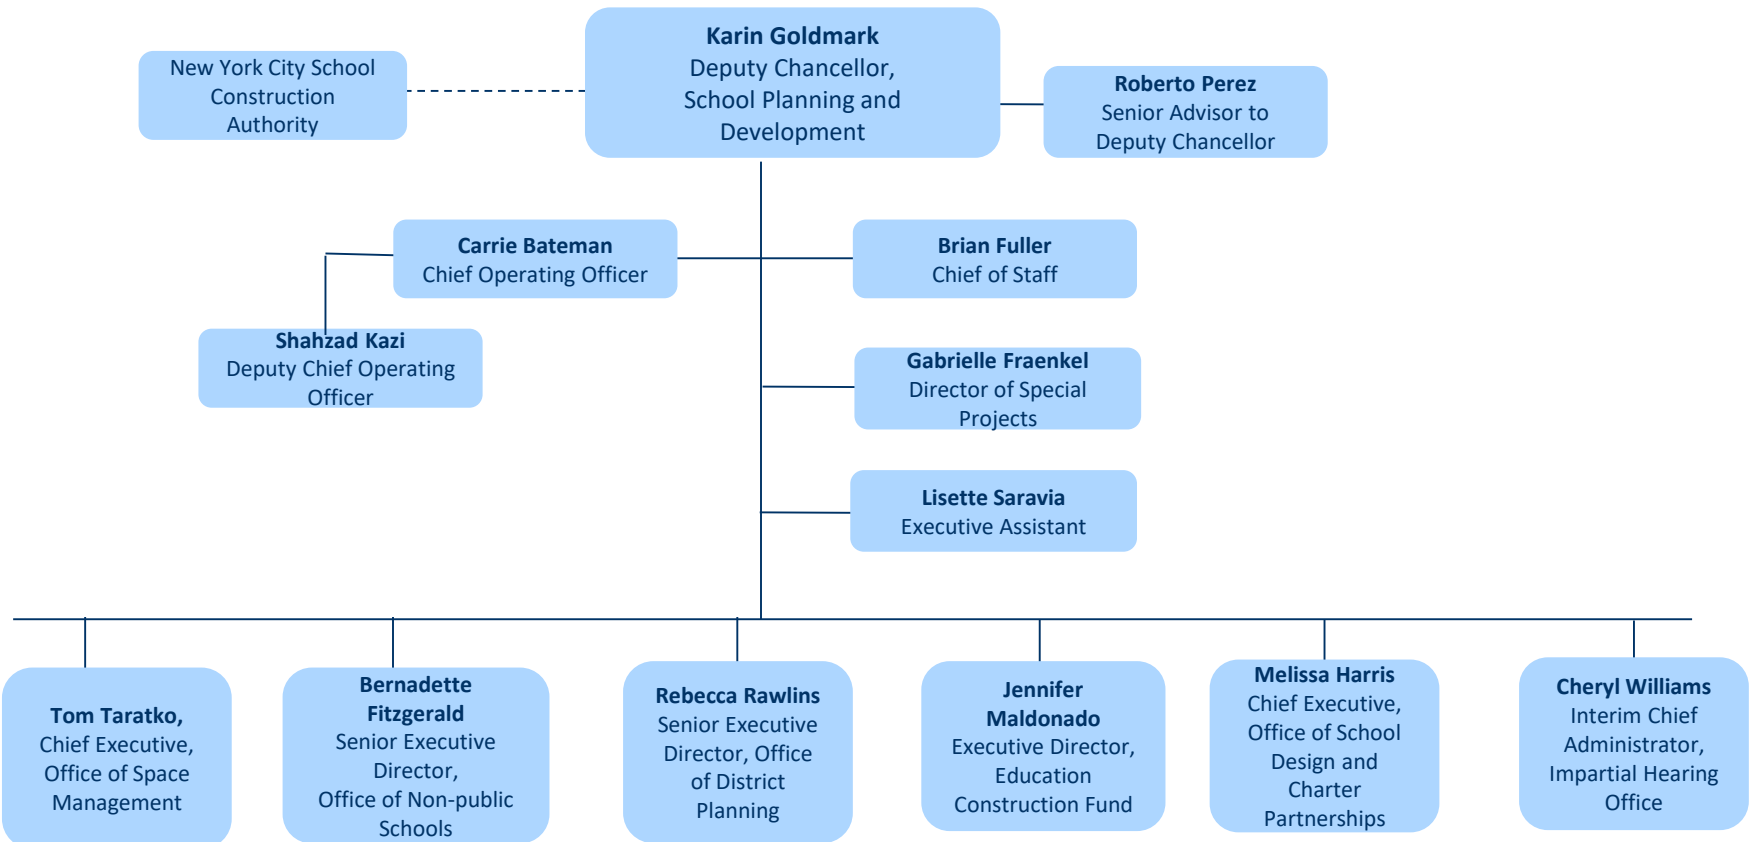 Karin Goldmark
Deputy Chancellor,
School Planning and
Development
New York City School
Construction
Authority
Roberto Perez
Senior Advisor to
Deputy Chancellor
Carrie Bateman
Chief Operating Officer
Brian Fuller
Chief of Staff
Shahzad Kazi
Deputy Chief Operating
Officer
Gabrielle Fraenkel
Director of Special
Projects
Lisette Saravia
Executive Assistant
Tom Taratko,
Chief Executive,
Office of Space
Management
Bernadette
Fitzgerald
Senior Executive
Director,
Office of Non-public
Schools
Rebecca Rawlins
Senior Executive
Director, Office
of District
Planning
Jennifer
Maldonado
Executive Director,
Education
Construction Fund
Melissa Harris
Chief Executive,
Office of School
Design and
Charter
Partnerships
Cheryl Williams
Interim Chief
Administrator,
Impartial Hearing
Office